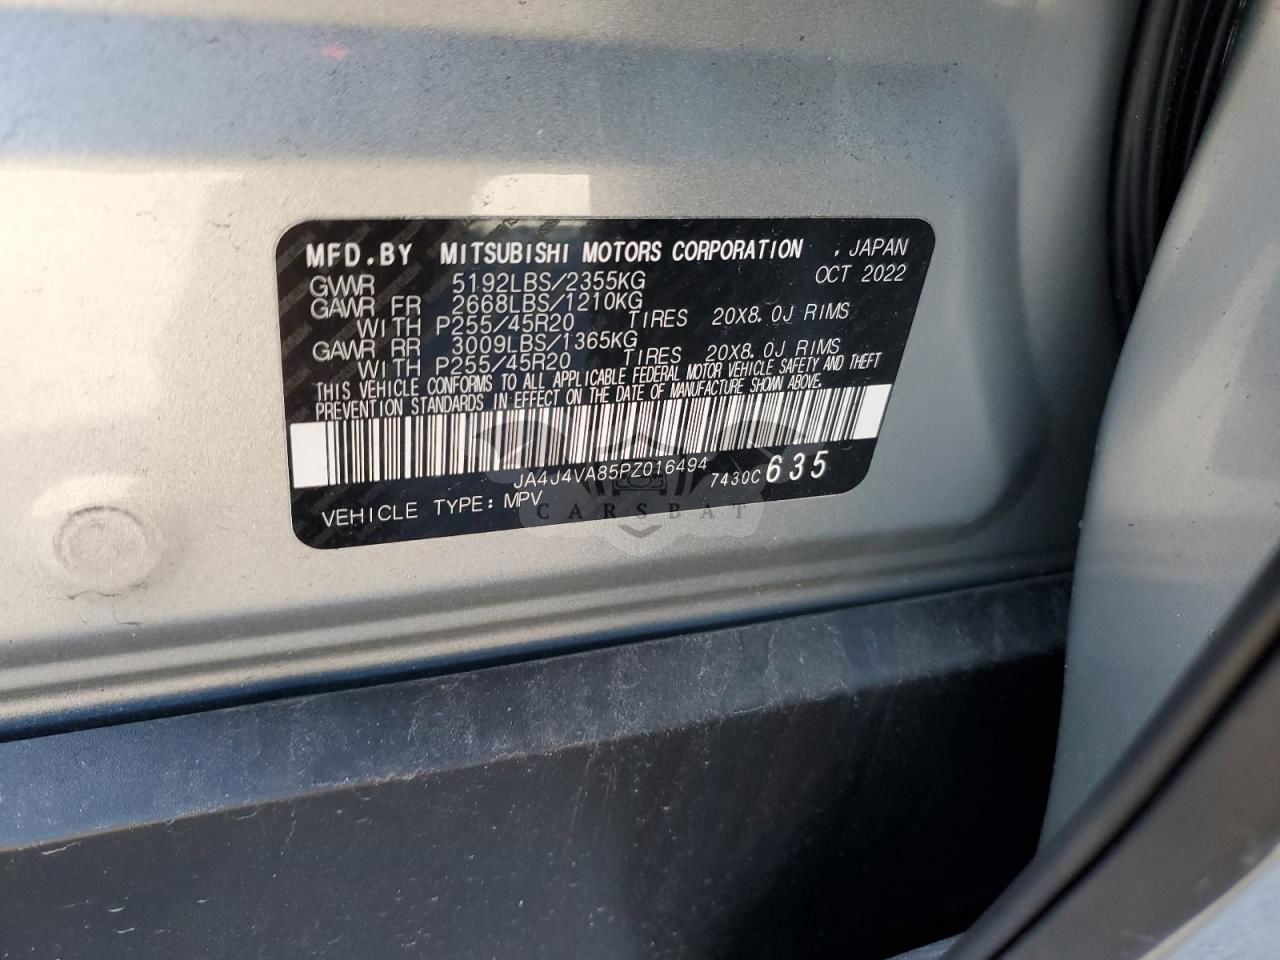 MFD.BY MITSUBISHI MOTORS CORPORATION , JAPAN
GVWR 5192LBS/2355KG OCT 2022
GAWR FR 2668LBS/1210KG
WITH P255/45R20 TIRES 20X8.0J RIMS
GAWR RR 3009LBS/1365KG
WITH P255/45R20 TIRES 20X8.0J RIMS
THIS VEHICLE CONFORMS TO ALL APPLICABLE FEDERAL MOTOR VEHICLE SAFETY AND THEFT
PREVENTION STANDARDS IN EFFECT ON THE DATE OF MANUFACTURE SHOWN ABOVE.
JA4J4VA85PZ016494 7430C 635
VEHICLE TYPE: MPV
CARSBAT